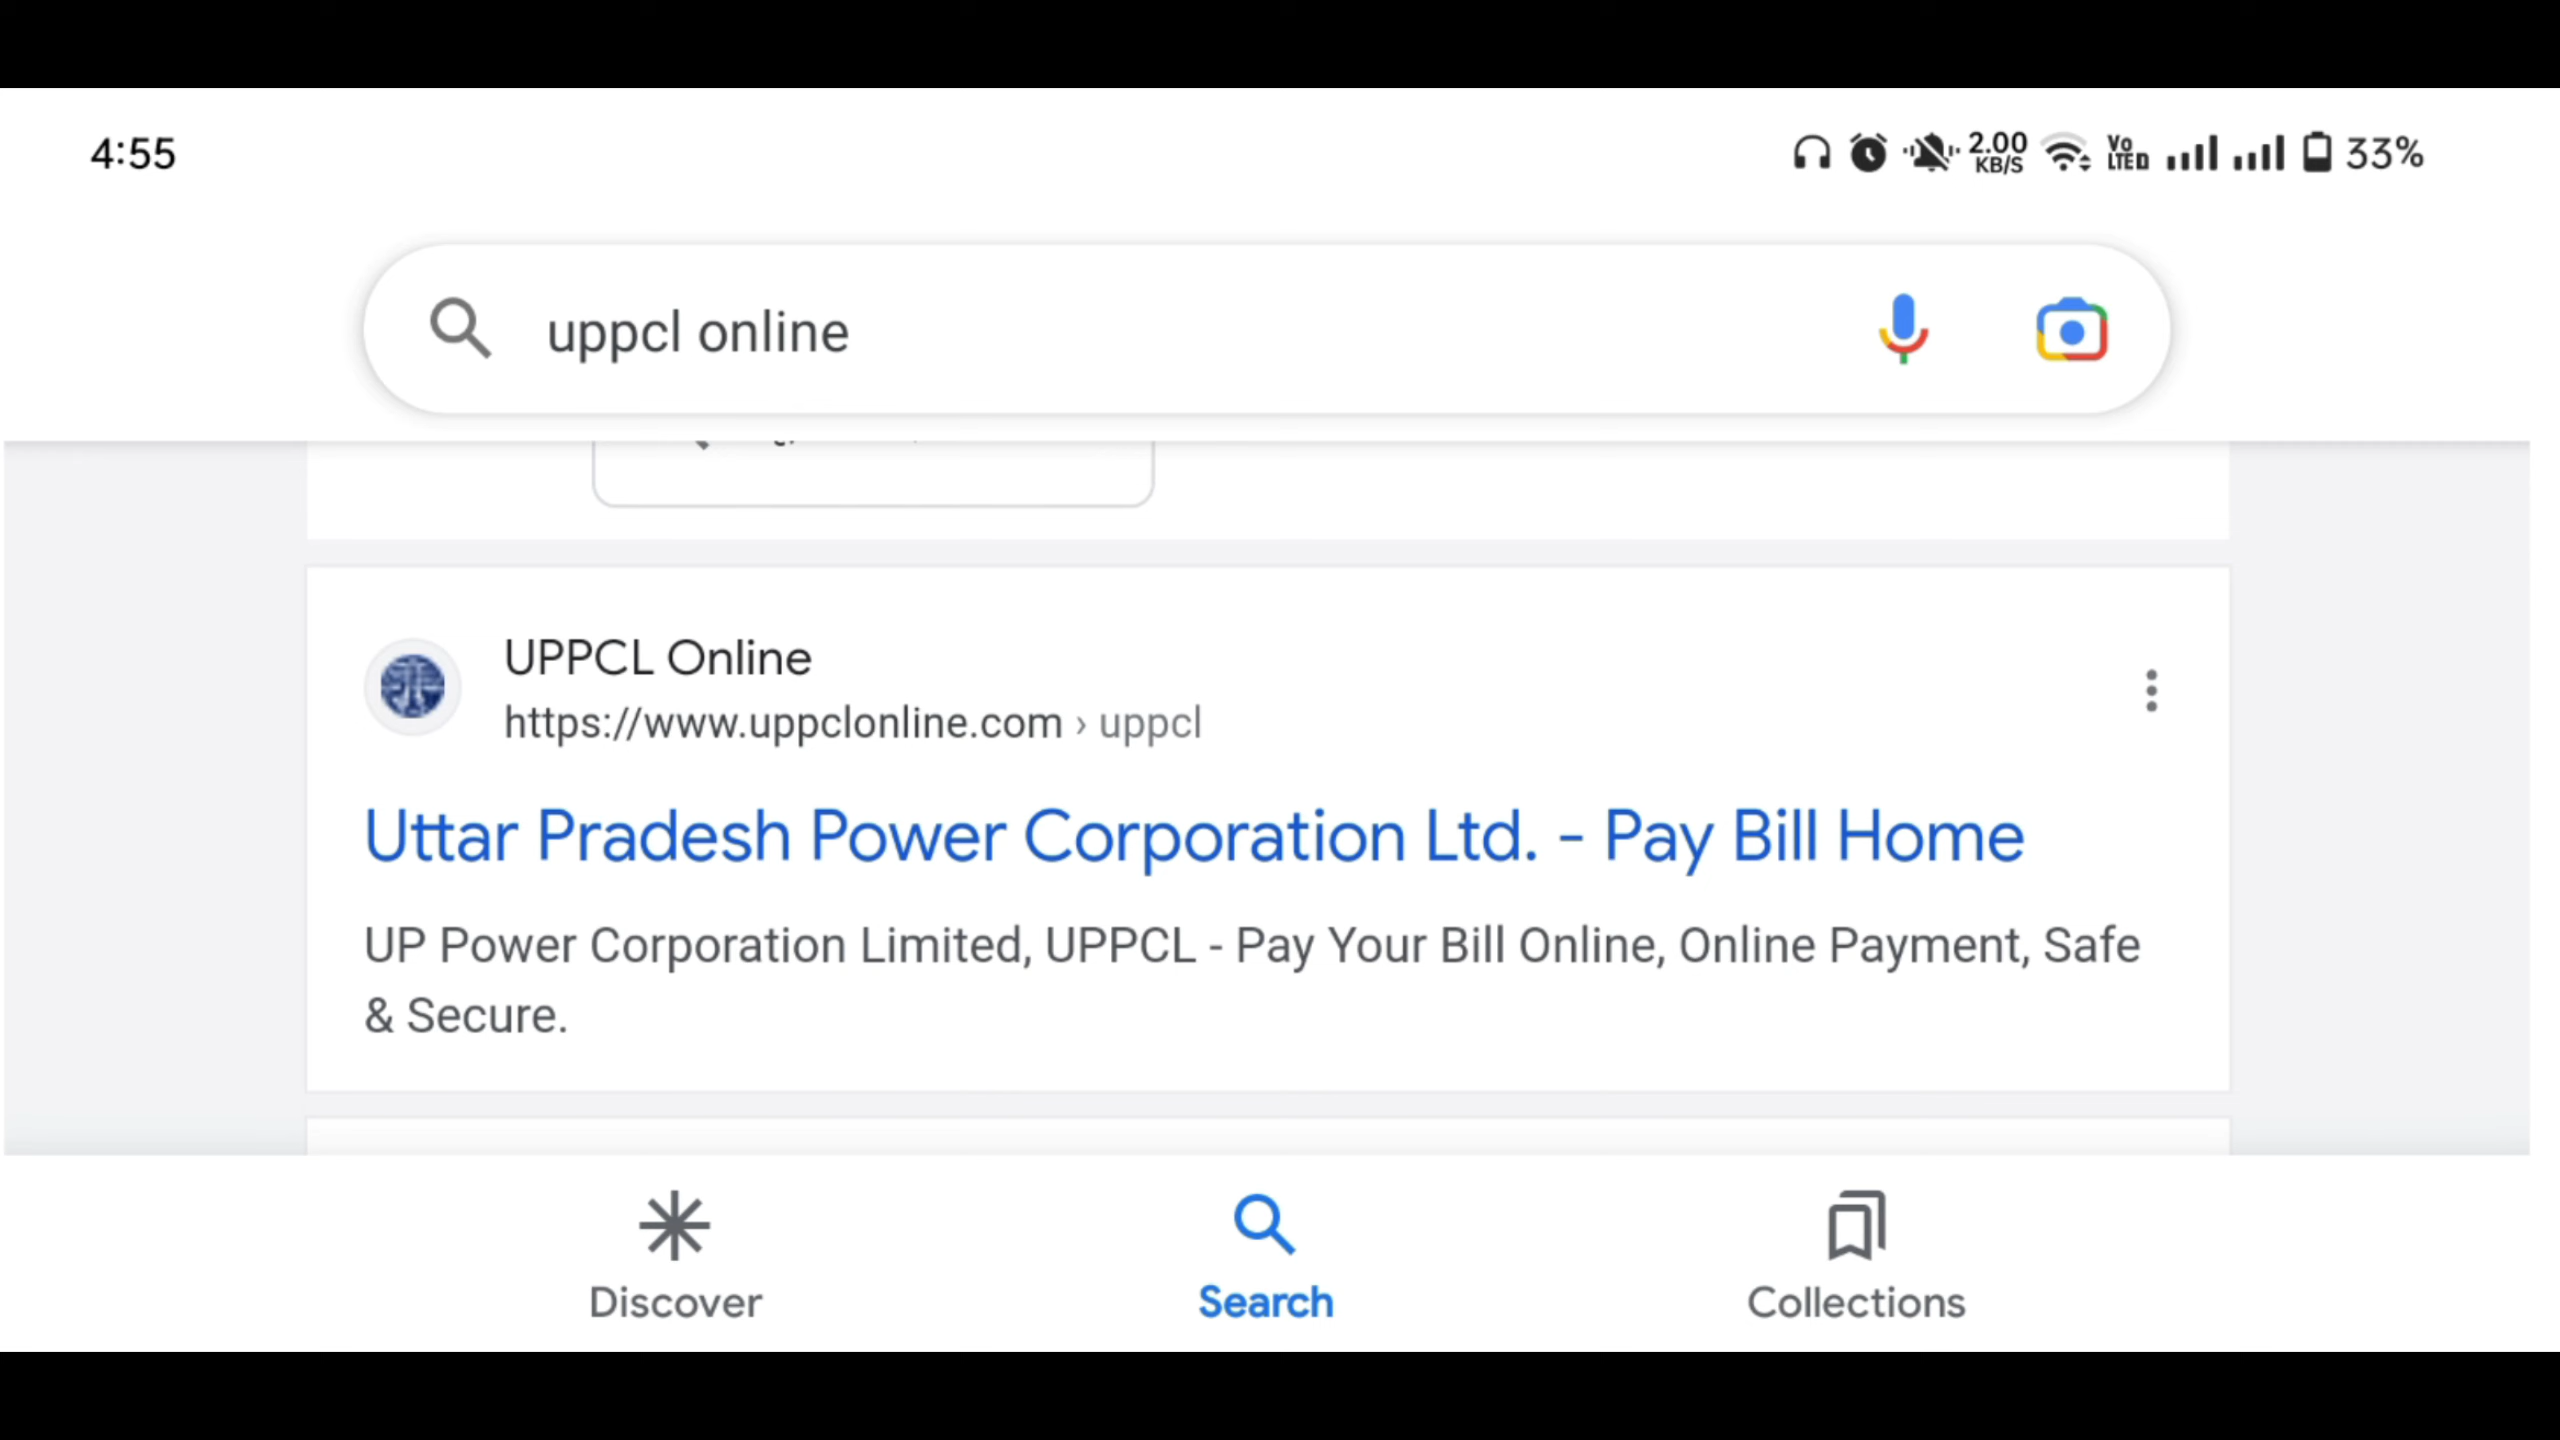 4:55
2.00 KB/S Vo LTED 33%
uppcl online
UPPCL Online
https://www.uppclonline.com › uppcl
Uttar Pradesh Power Corporation Ltd. - Pay Bill Home
UP Power Corporation Limited, UPPCL - Pay Your Bill Online, Online Payment, Safe
& Secure.
Discover
Search
Collections